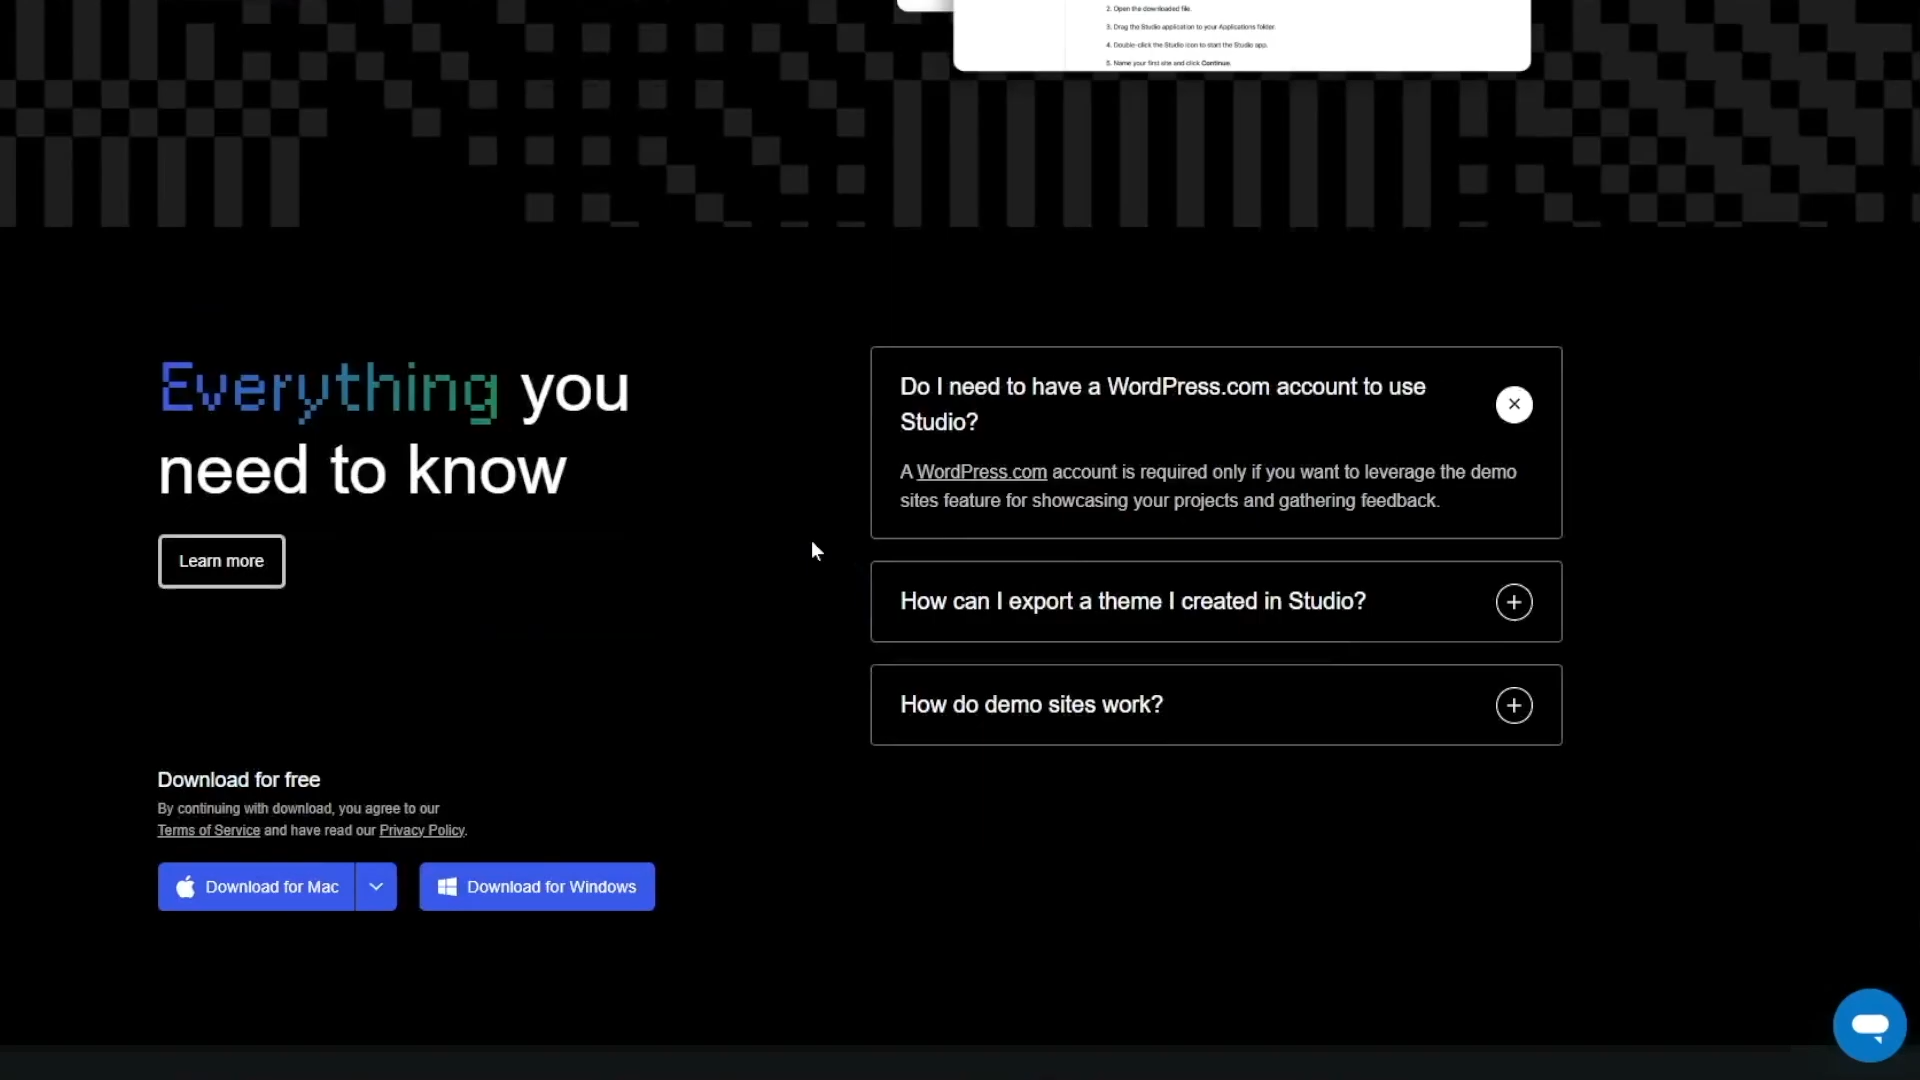 2. Open the downloaded file.
3. Drag the Studio application to your Applications folder.
4. Double-click the Studio icon to start the Studio app.
5. Name your first site and click Continue.
Everything you
need to know
Learn more
Do I need to have a WordPress.com account to use
Studio?
A WordPress.com account is required only if you want to leverage the demo
sites feature for showcasing your projects and gathering feedback.
How can I export a theme I created in Studio?
How do demo sites work?
Download for free
By continuing with download, you agree to our
Terms of Service and have read our Privacy Policy.
Download for Mac
Download for Windows